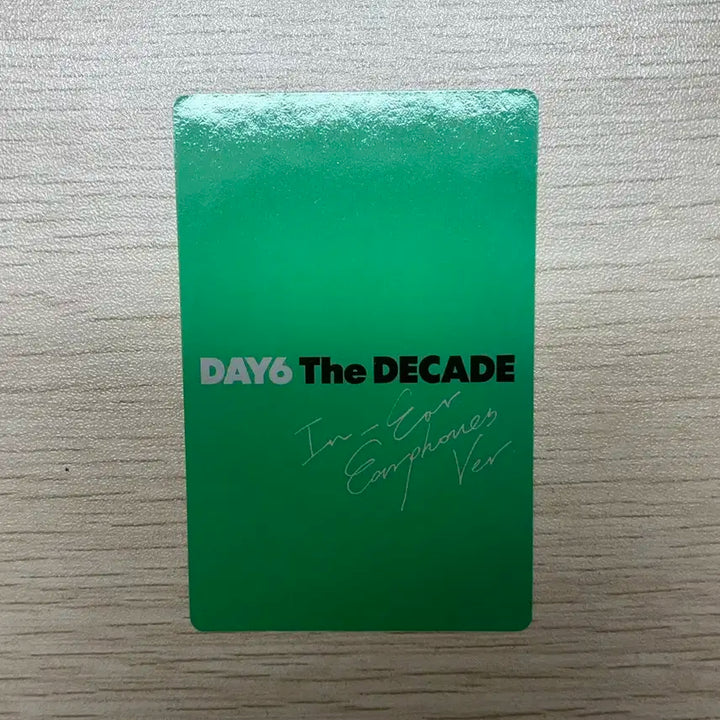 DAY6 The DECADE
In-Ear
Earphones
Ver.